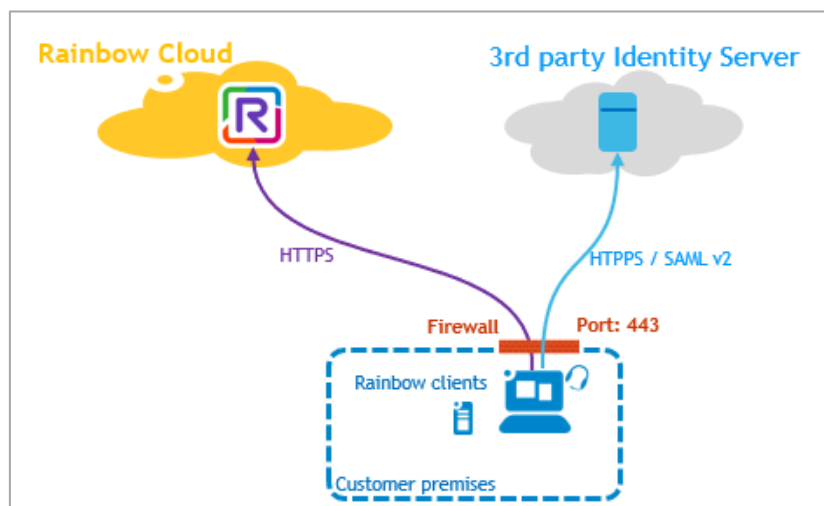 Rainbow Cloud
3rd party Identity Server
R
HTTPS
HTPPS / SAML v2
Firewall
Port: 443
Rainbow clients
Customer premises